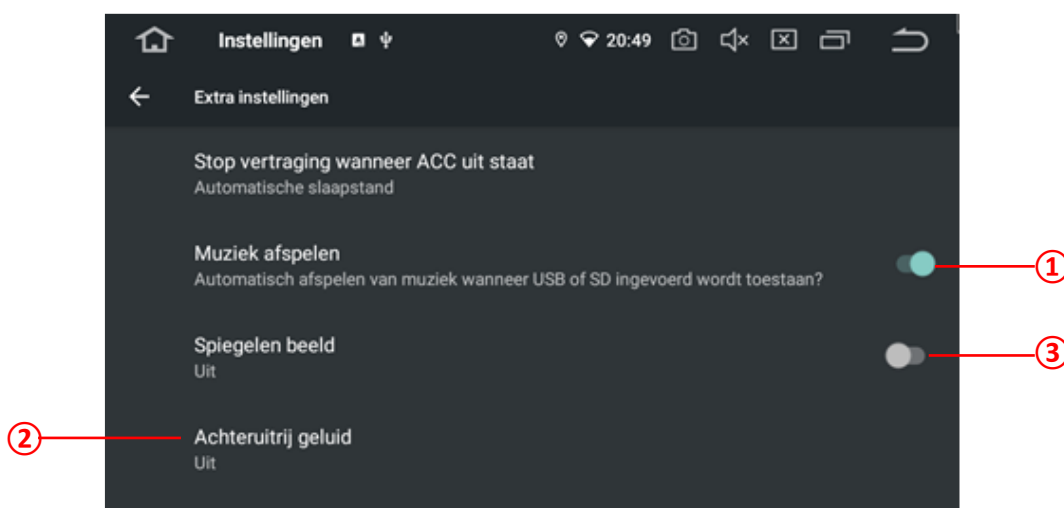 Instellingen 20:49
Extra instellingen
Stop vertraging wanneer ACC uit staat
Automatische slaapstand
Muziek afspelen
Automatisch afspelen van muziek wanneer USB of SD ingevoerd wordt toestaan?
1
Spiegelen beeld
Uit
3
2
Achteruitrij geluid
Uit